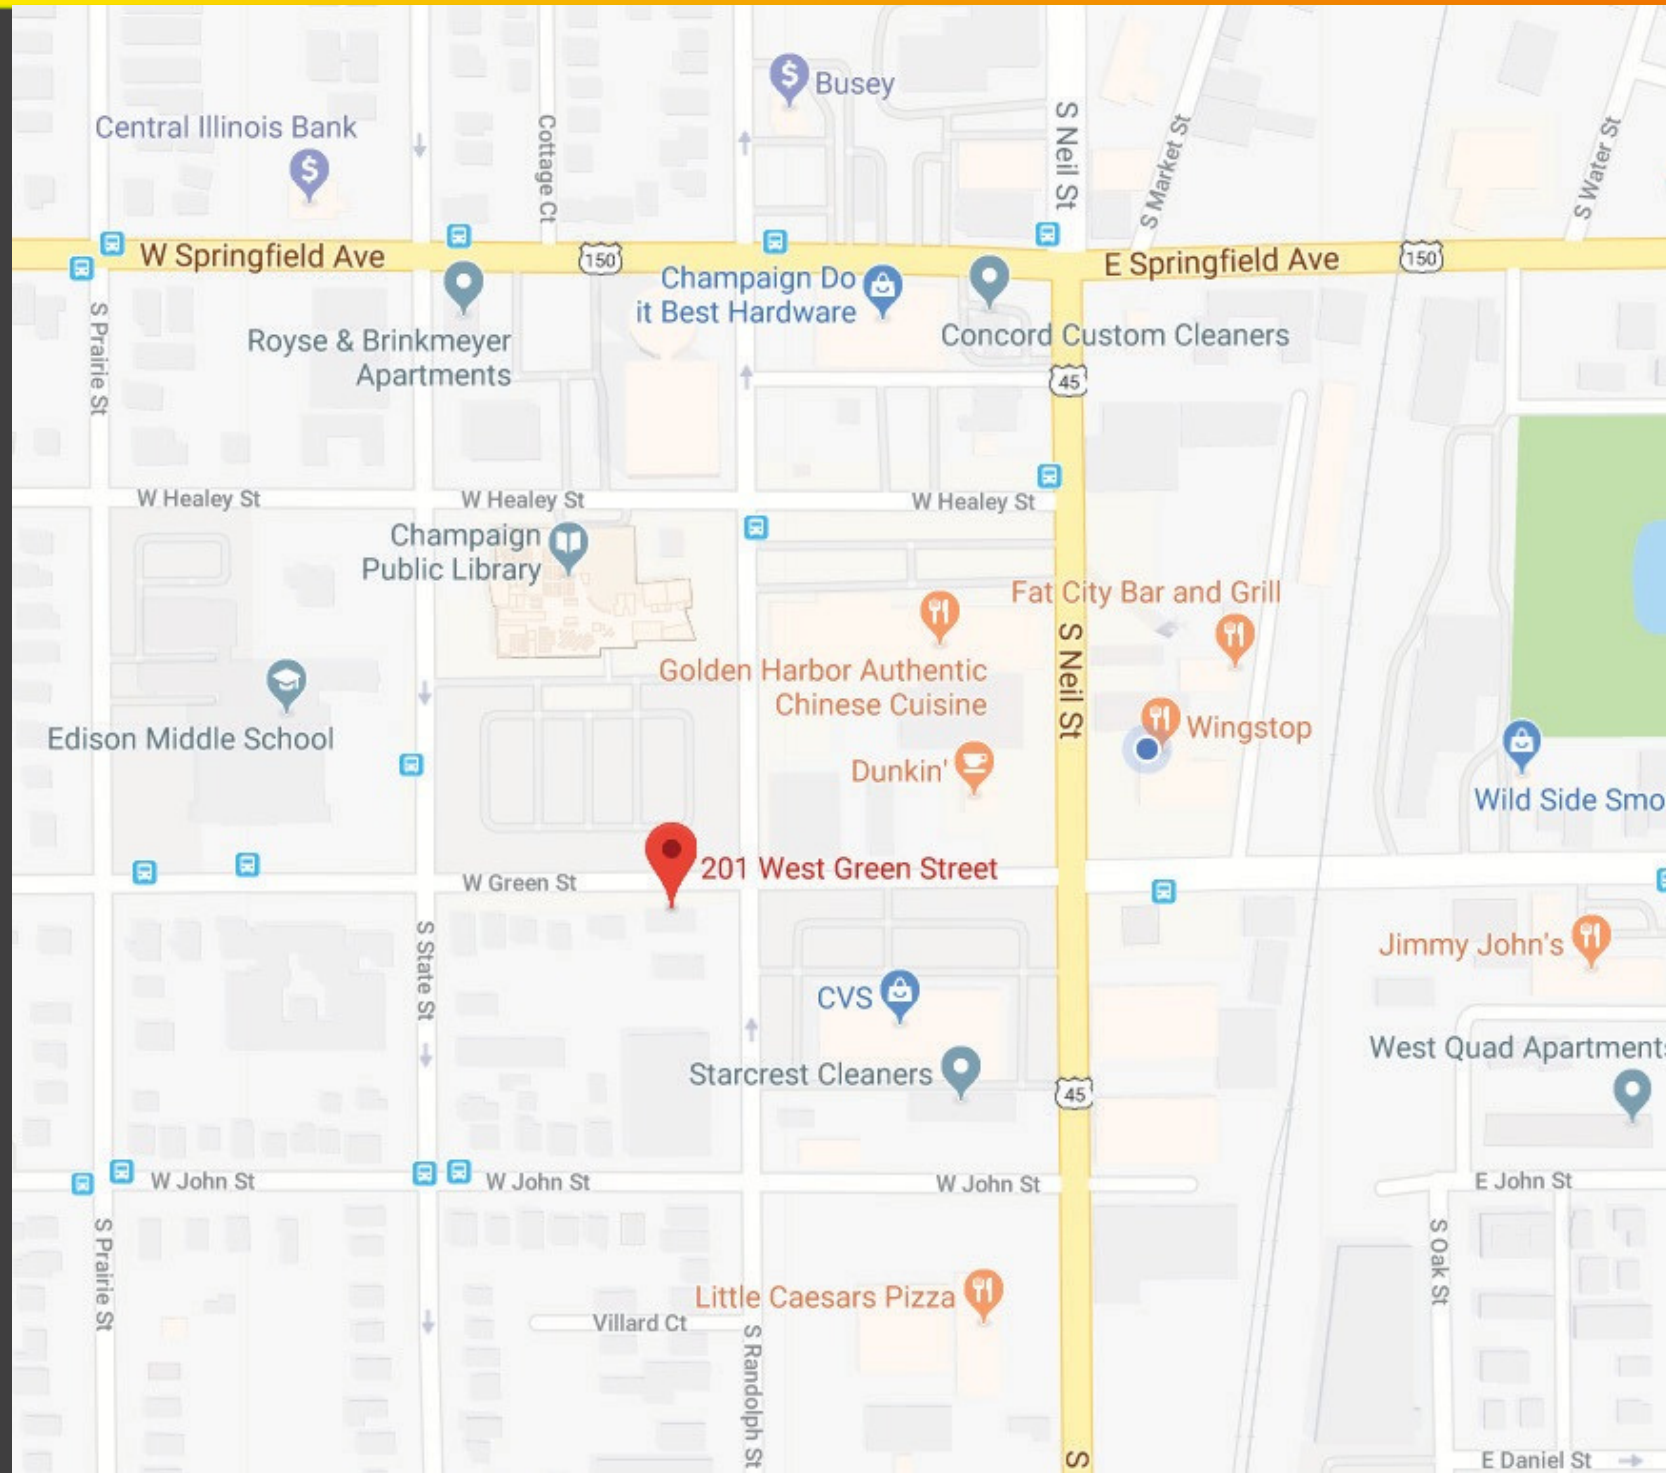 Busey
Central Illinois Bank
Cottage Ct
S Neil St
S Market St
S Water St
W Springfield Ave
150
E Springfield Ave
150
Champaign Do
it Best Hardware
Royse & Brinkmeyer
Apartments
Concord Custom Cleaners
S Prairie St
45
W Healey St
W Healey St
W Healey St
Champaign
Public Library
Fat City Bar and Grill
Golden Harbor Authentic
Chinese Cuisine
S Neil St
Edison Middle School
Wingstop
Dunkin'
Wild Side Smo
201 West Green Street
W Green St
S State St
Jimmy John's
CVS
West Quad Apartments
Starcrest Cleaners
45
W John St
W John St
W John St
E John St
S Prairie St
S Oak St
Little Caesars Pizza
Villard Ct
S Randolph St
S
E Daniel St